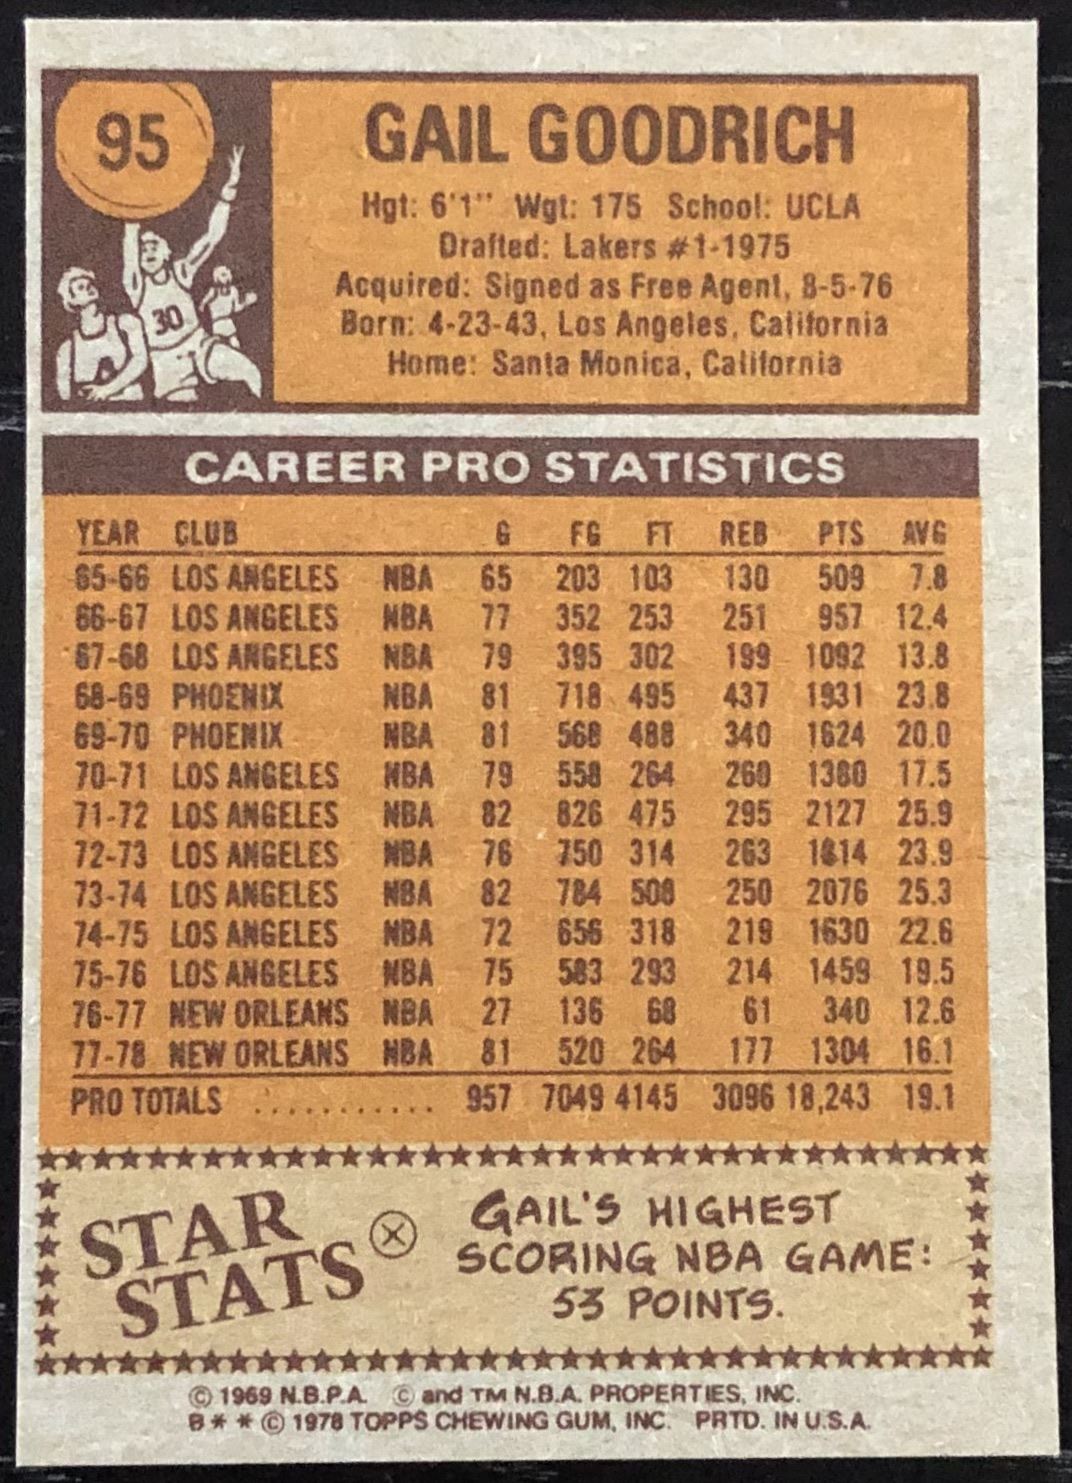 95
GAIL GOODRICH
Hgt: 6'1" Wgt: 175 School: UCLA
Drafted: Lakers #1-1975
Acquired: Signed as Free Agent, 8-5-76
Born: 4-23-43, Los Angeles, California
Home: Santa Monica, California
30
CAREER PRO STATISTICS
YEAR CLUB G FG FT REB PTS AVG
65-66 LOS ANGELES NBA 65 203 103 130 509 7.8
66-67 LOS ANGELES NBA 77 352 253 251 957 12.4
67-68 LOS ANGELES NBA 79 395 302 199 1092 13.8
68-69 PHOENIX NBA 81 718 495 437 1931 23.8
69-70 PHOENIX NBA 81 568 488 340 1624 20.0
70-71 LOS ANGELES NBA 79 558 264 260 1380 17.5
71-72 LOS ANGELES NBA 82 826 475 295 2127 25.9
72-73 LOS ANGELES NBA 76 750 314 263 1814 23.9
73-74 LOS ANGELES NBA 82 784 508 250 2076 25.3
74-75 LOS ANGELES NBA 72 656 318 219 1630 22.6
75-76 LOS ANGELES NBA 75 583 293 214 1459 19.5
76-77 NEW ORLEANS NBA 27 136 68 61 340 12.6
77-78 NEW ORLEANS NBA 81 520 264 177 1304 16.1
PRO TOTALS ............ 957 7049 4145 3096 18,243 19.1
STAR
STATS
GAIL'S HIGHEST
SCORING NBA GAME:
53 POINTS.
© 1969 N.B.P.A. © and TM N.B.A. PROPERTIES, INC.
B * * © 1978 TOPPS CHEWING GUM, INC. PRTD. IN U.S.A.